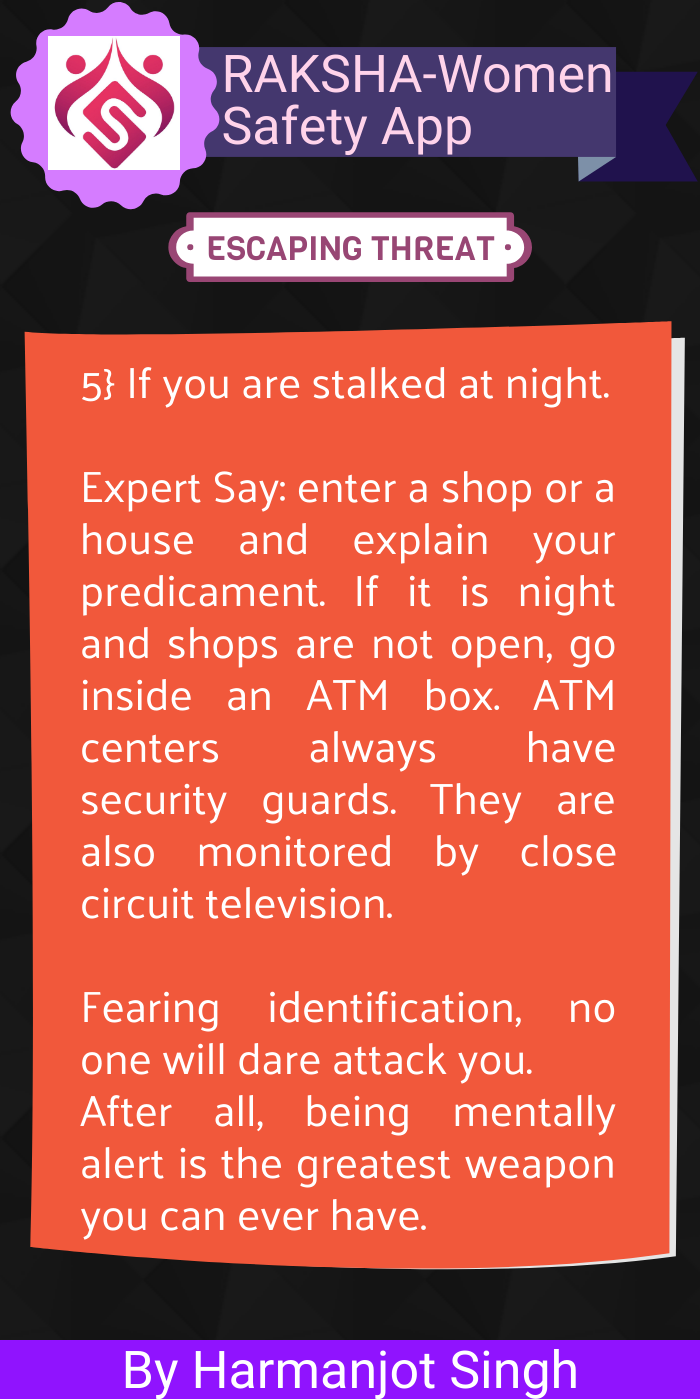 RAKSHA-Women
Safety App
ESCAPING THREAT
5} If you are stalked at night.
Expert Say: enter a shop or a
house and explain your
predicament. If it is night
and shops are not open, go
inside an ATM box. ATM
centers always have
security guards. They are
also monitored by close
circuit television.
Fearing identification, no
one will dare attack you.
After all, being mentally
alert is the greatest weapon
you can ever have.
By Harmanjot Singh